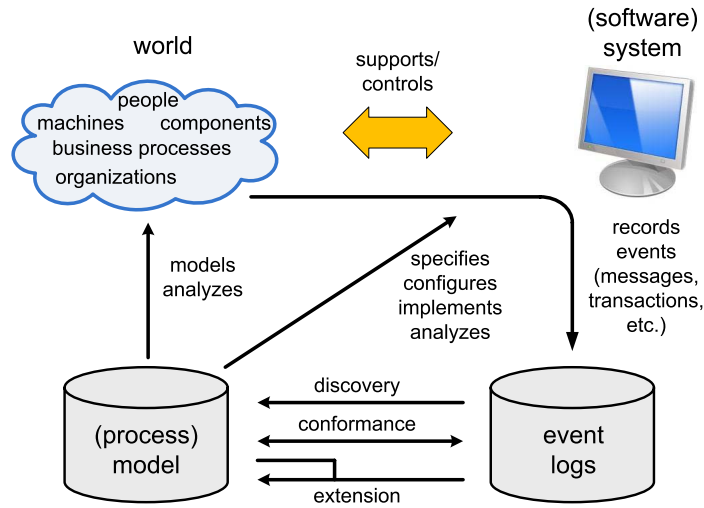 world
(software)
system
supports/
controls
people
machines components
business processes
organizations
models
analyzes
specifies
configures
implements
analyzes
records
events
(messages,
transactions,
etc.)
(process)
model
discovery
conformance
extension
event
logs